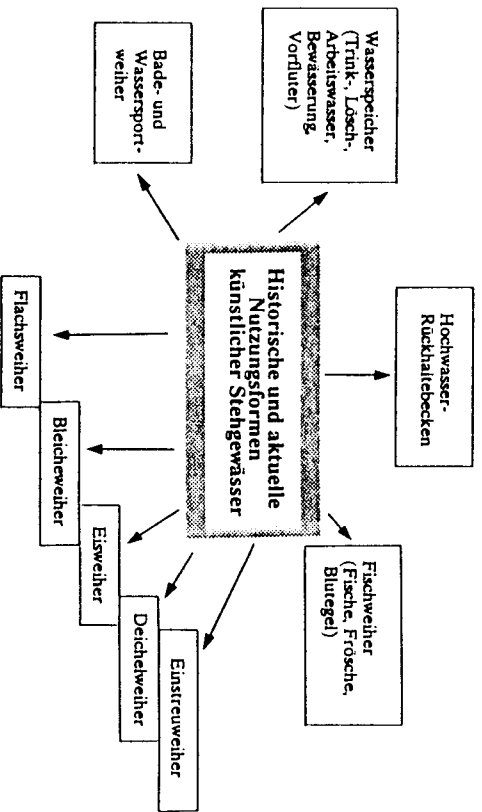 Wasserspeicher
(Trink-, Lösch-,
Arbeitswasser,
Bewässerung,
Vorfluter)
Hochwasser-
Rückhaltebecken
Fischweiher
(Fische, Frösche,
Blutegel)
Bade- und
Wassersport-
weiher
Historische und aktuelle
Nutzungsformen
künstlicher Stehgewässer
Einstreuweiher
Deichelweiher
Eisweiher
Bleicheweiher
Flachsweiher